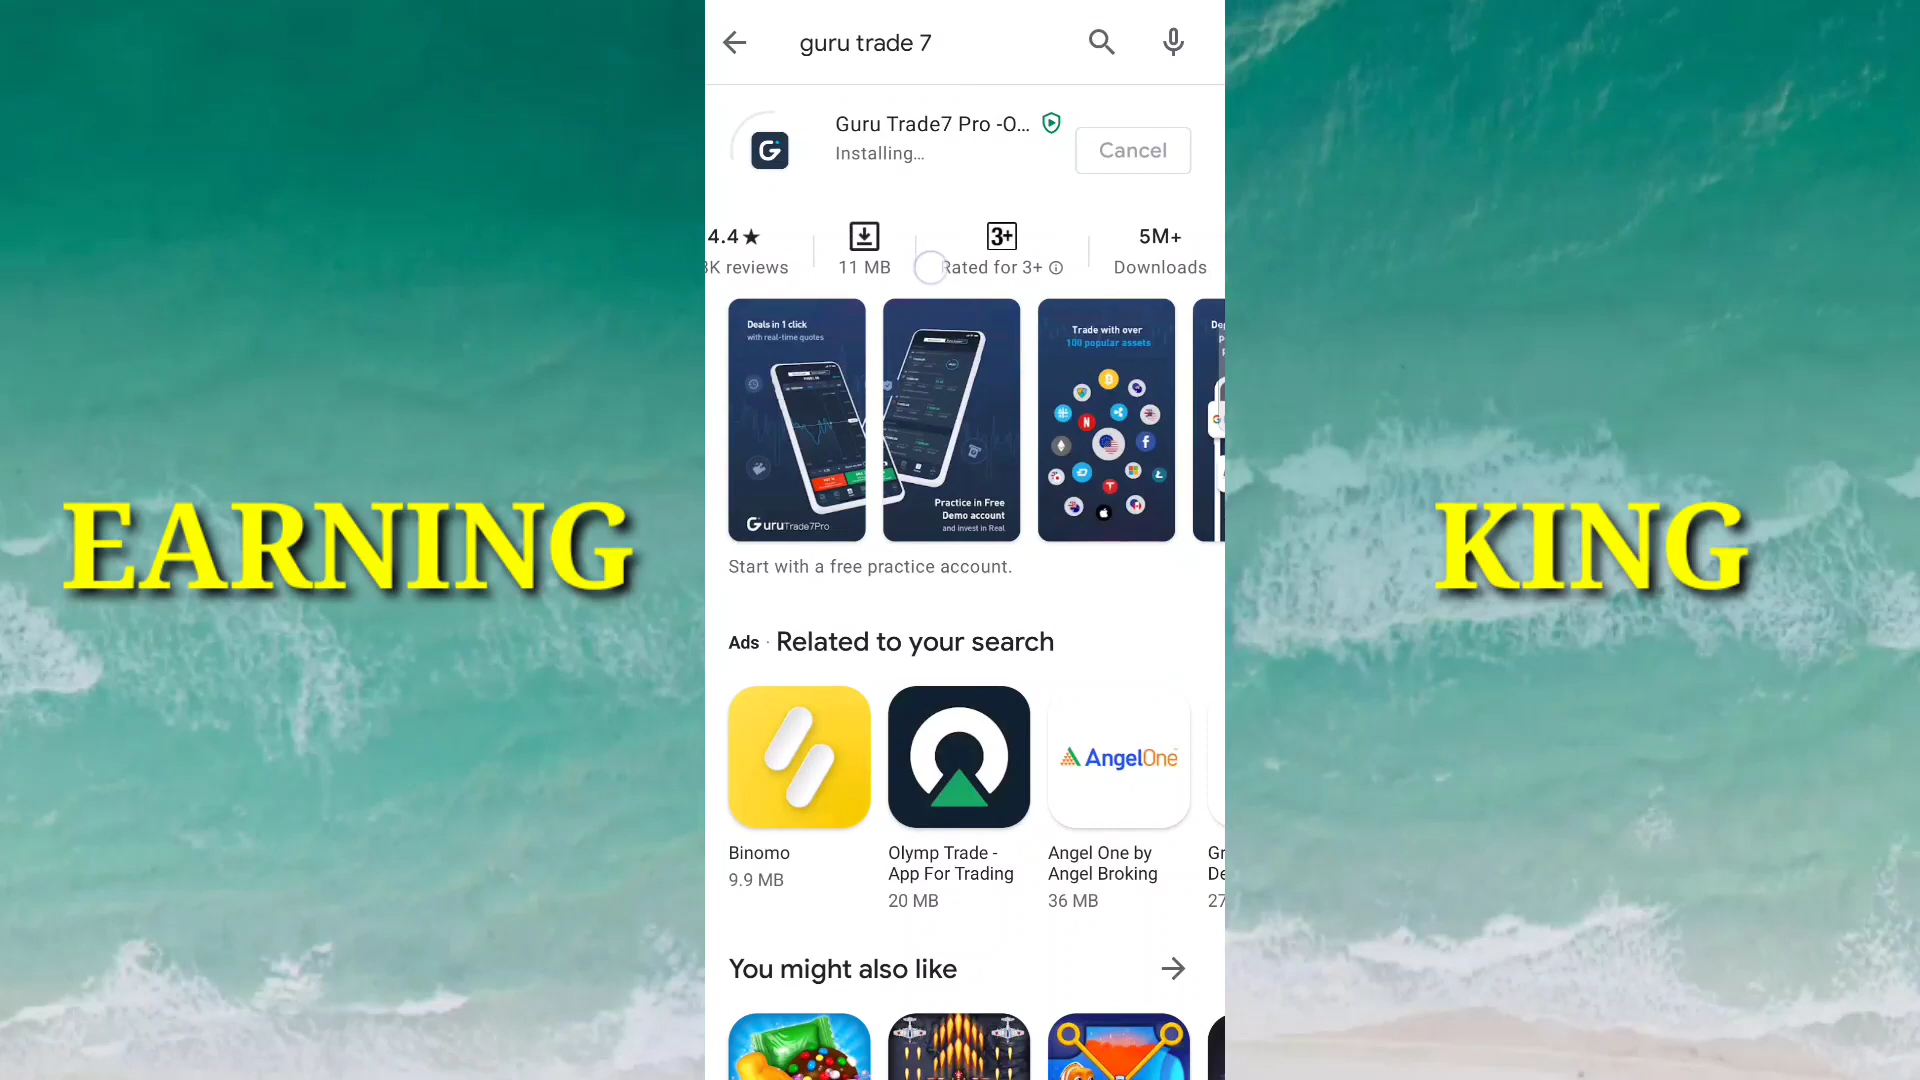 guru trade 7
Guru Trade7 Pro -O...
Installing...
Cancel
4.4★
K reviews
11 MB
3+
Rated for 3+
5M+
Downloads
Deals in 1 click
with real-time quotes
GuruTrade7Pro
Practice in Free
Demo account
and invest in Real
Trade with over
100 popular assets
Start with a free practice account.
Ads · Related to your search
AngelOne
Binomo
9.9 MB
Olymp Trade -
App For Trading
20 MB
Angel One by
Angel Broking
36 MB
Gr
De
27
You might also like
EARNING
KING